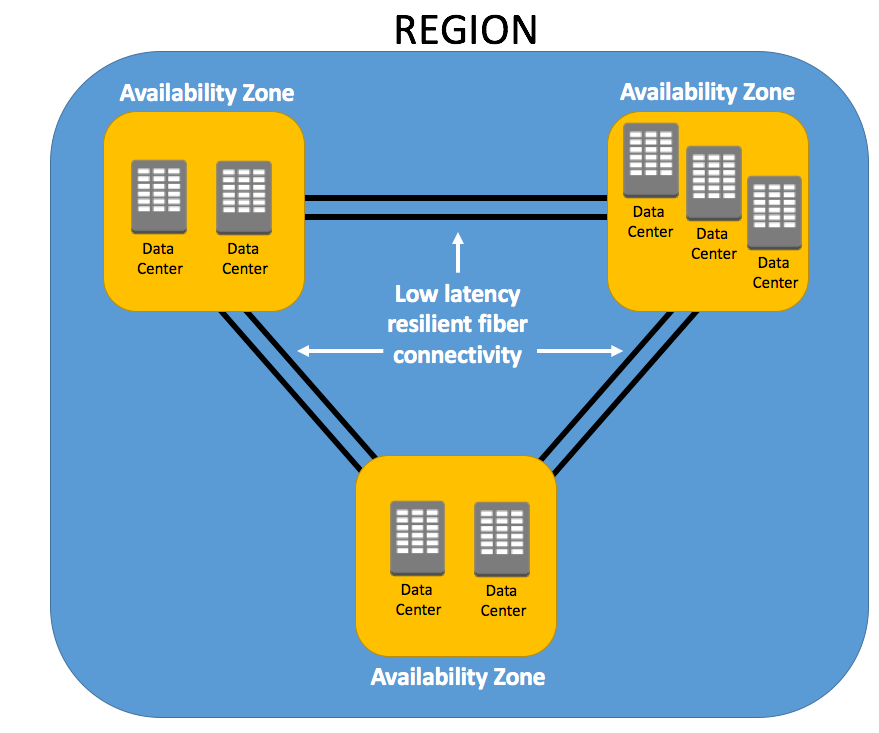 REGION
Availability Zone
Availability Zone
Data
Center
Data
Center
Data
Center
Data
Center
Data
Center
Low latency
resilient fiber
connectivity
Data
Center
Data
Center
Availability Zone